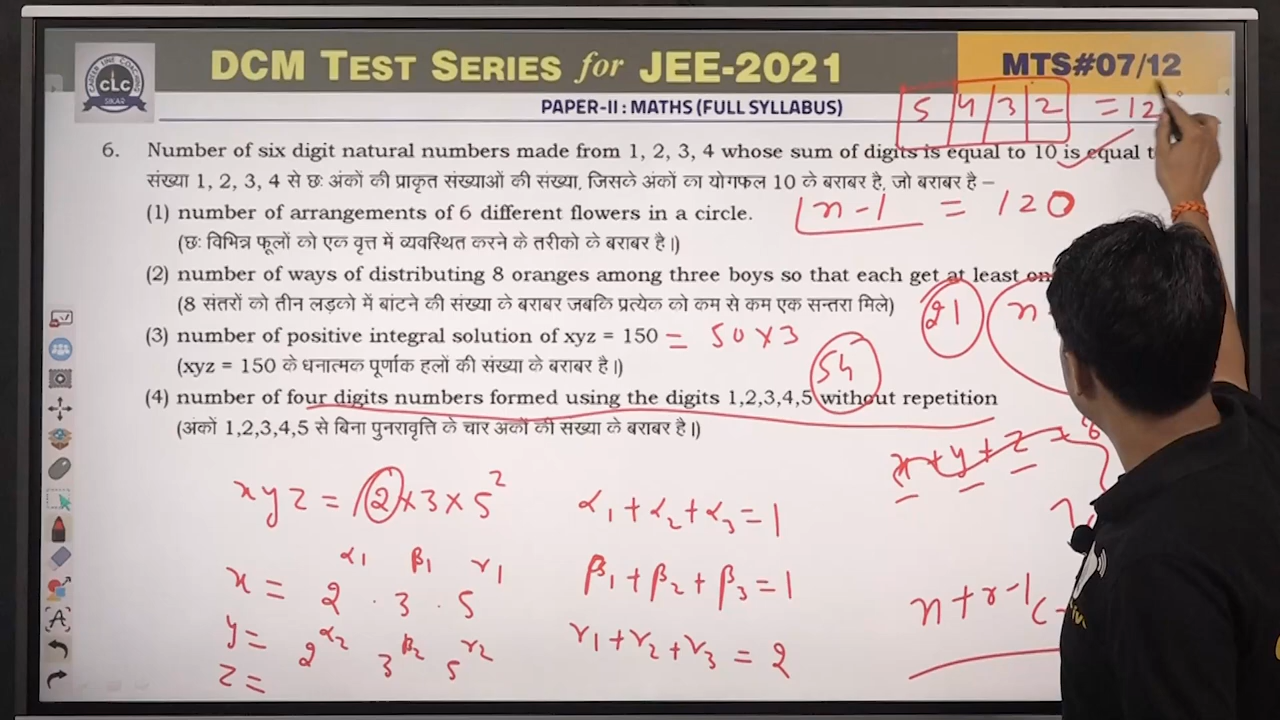 DCM TEST SERIES for JEE-2021
MTS#07/12
CAREER LINE COACHING
CLC
SIKAR
PAPER-II : MATHS (FULL SYLLABUS)
5 4 3 2 = 12
6. Number of six digit natural numbers made from 1, 2, 3, 4 whose sum of digits is equal to 10 is equal
संख्या 1, 2, 3, 4 से छः अंकों की प्राकृत संख्याओं की संख्या, जिसके अंकों का योगफल 10 के बराबर है, जो बराबर है –
(1) number of arrangements of 6 different flowers in a circle.
n-1 = 120
(छः विभिन्न फूलों को एक वृत्त में व्यवस्थित करने के तरीको के बराबर है।)
(2) number of ways of distributing 8 oranges among three boys so that each get at least
(8 संतरों को तीन लड़को में बांटने की संख्या के बराबर जबकि प्रत्येक को कम से कम एक सन्तरा मिले)
21 n
(3) number of positive integral solution of xyz = 150 = 50 x 3
(xyz = 150 के धनात्मक पूर्णाक हलों की संख्या के बराबर है।)
54
(4) number of four digits numbers formed using the digits 1,2,3,4,5 without repetition
(अंकों 1,2,3,4,5 से बिना पुनरावृत्ति के चार अकों की संख्या के बराबर है।)
x + y + z = 8
xyz = 2 x 3 x 5²
α₁ + α₂ + α₃ = 1
x = 2^α₁ · 3^β₁ · 5^γ₁
β₁ + β₂ + β₃ = 1
n + r - 1 C
y = 2^α₂ 3^β₂ 5^γ₂
γ₁ + γ₂ + γ₃ = 2
z =